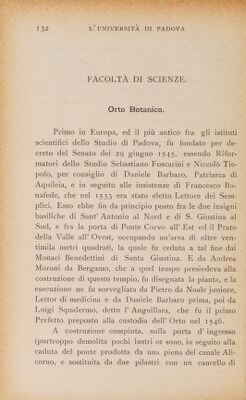 132 L'UNIVERSITÀ DI PADOVA
FACOLTÀ DI SCIENZE.
Orto Botanico.
Primo in Europa, ed il più antico fra gli istituti
scientifici dello Studio di Padova, fu fondato per de-
creto del Senato dei 29 giugno 1545, essendo Rifor-
matori dello Studio Sebastiano Foscarini e Niccolò Tie-
polo, per consiglio di Daniele Barbaro, Patriarca di
Aquileia, e in seguito alle insistenze di Francesco Bo-
nafede, che nel 1533 era stato eletto Lettore dei Sem-
plici, Esso ebbe fin da principio posto fra le due insigni
basiliche di Sant'Antonio al Nord e di S. Giustina al
Sud, e fra la porta di Ponte Corvo all'Est ed il Prato
della Valle all'Ovest, occupando un'area di oltre ven-
timila metri quadrati, la quale fu ceduta a tal fine dai
Monaci Benedettini di Santa Giustina. E da Andrea
Moroni da Bergamo, che a quel tempo presiedeva alla
costruzione di questo tempio, fu disegnata la pianta, e la
esecuzione ne fu sorvegliata da Pietro da Noale juniore,
Lettor di medicina e da Daniele Barbaro prima, poi da
Luigi Squalermo, detto l'Anguillara, che fu il primo
Prefetto preposto alla custodia dell'Orto nel 1546.
A costruzione compiuta, sulla porta d'ingresso
(purtroppo demolita pochi lustri or sono, in seguito alla
caduta del ponte prodotta da una piena del canale Ali-
corno, e sostituita da due pilastri con un cancello di